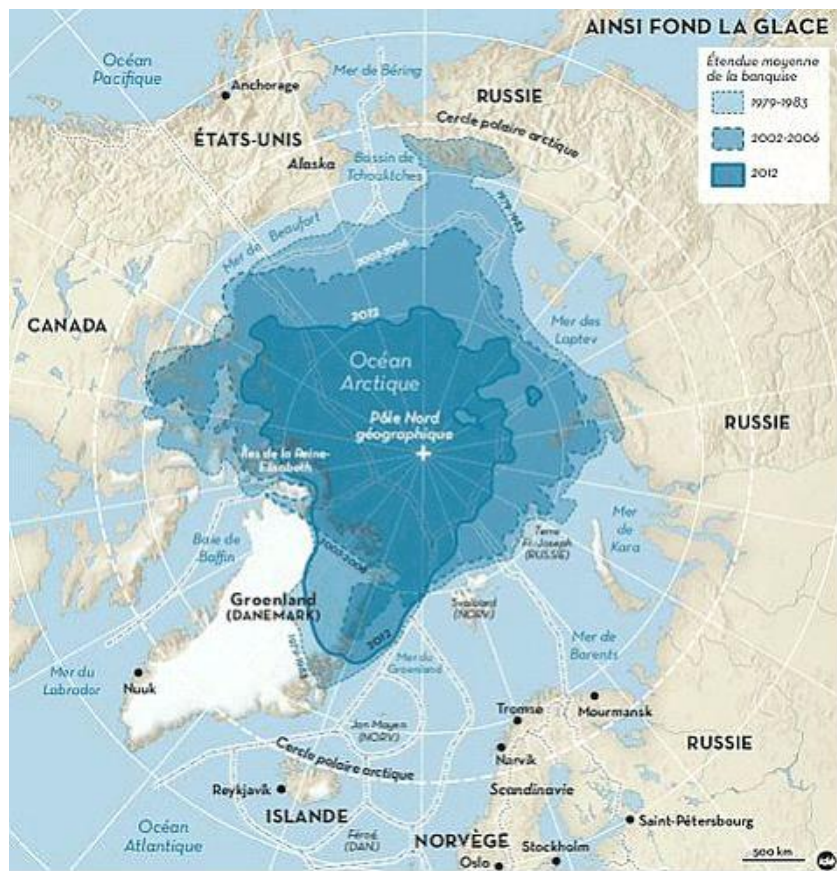 AINSI FOND LA GLACE
Étendue moyenne
de la banquise
1979-1983
2002-2006
2012
Océan
Pacifique
Anchorage
Mer de Béring
RUSSIE
Cercle polaire arctique
ÉTATS-UNIS
Alaska
Bassin de
Tchouktches
1979-1983
Mer de Beaufort
2002-2006
2012
CANADA
Mer des
Laptev
Océan
Arctique
Pôle Nord
géographique
RUSSIE
Îles de la Reine-
Elisabeth
Mer
de
Kara
Baie de
Baffin
Terre
Fr.-Joseph
(RUSSIE)
2002-2006
Groenland
(DANEMARK)
Svalbard
(NORV.)
2012
1979-1983
Mer du
Groenland
Mer de
Barents
Mer du
Labrador
Nuuk
Tromsø
Mourmansk
Jan Mayen
(NORV.)
Narvik
RUSSIE
Cercle polaire arctique
Reykjavík
Scandinavie
ISLANDE
Saint-Pétersbourg
Océan
Atlantique
Féroé
(DAN.)
NORVÈGE
Stockholm
Oslo
500 km